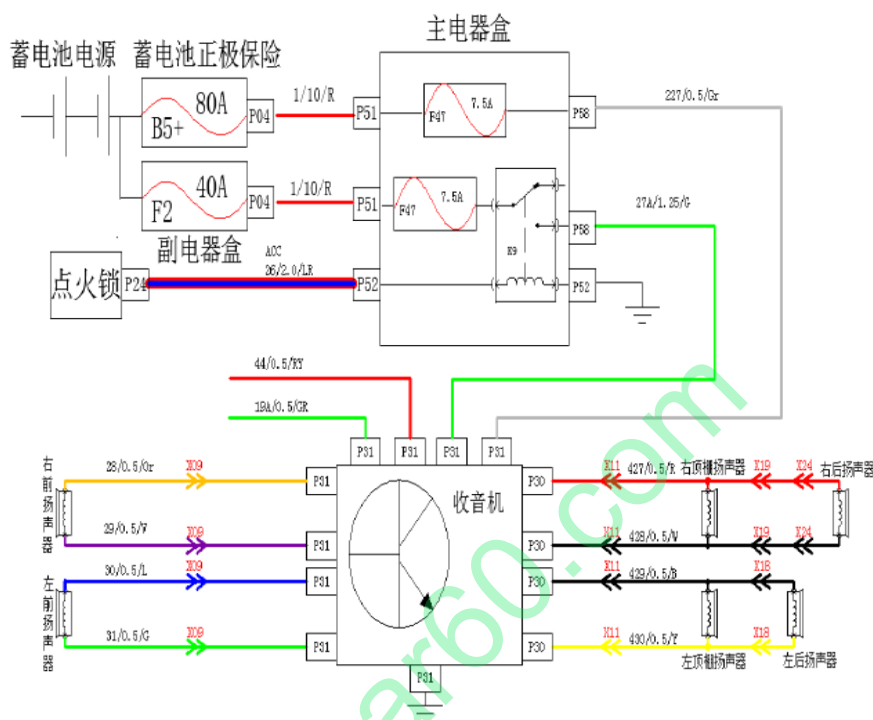 主电器盒
蓄电池电源 蓄电池正极保险
80A
B5+
P04
1/10/R
P51
F47
7.5A
P58
227/0.5/Gr
40A
F2
P04
1/10/R
P51
F47
7.5A
K9
P58
27A/1.25/G
副电器盒
点火锁
P24
ACC
26/2.0/LR
P52
P52
44/0.5/RY
19A/0.5/GR
P31 P31 P31 P31
收音机
右前扬声器
28/0.5/Or X09 P31
29/0.5/W X09 P31
左前扬声器
30/0.5/L X09 P31
31/0.5/G X09 P31
P30 X11 427/0.5/R 右顶棚扬声器 X19 X24 右后扬声器
P30 X11 428/0.5/W X19 X24
P30 X11 429/0.5/B X18
P30 X11 430/0.5/Y X18
左顶棚扬声器 左后扬声器
P31
ar60.com